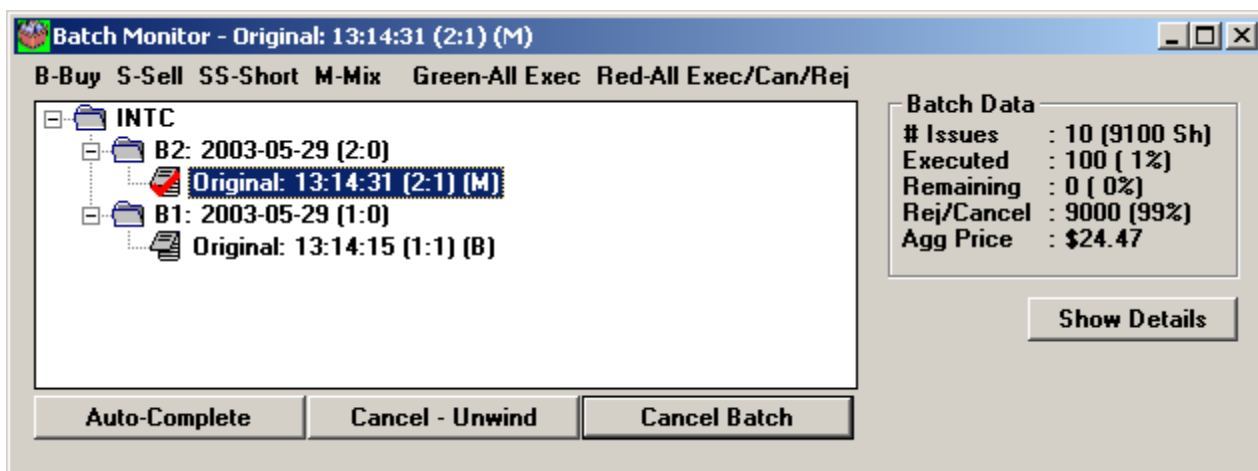 Batch Monitor - Original: 13:14:31 (2:1) (M)
B-Buy S-Sell SS-Short M-Mix Green-All Exec Red-All Exec/Can/Rej
INTC
B2: 2003-05-29 (2:0)
Original: 13:14:31 (2:1) (M)
B1: 2003-05-29 (1:0)
Original: 13:14:15 (1:1) (B)
Batch Data
# Issues : 10 (9100 Sh)
Executed : 100 ( 1%)
Remaining : 0 ( 0%)
Rej/Cancel : 9000 (99%)
Agg Price : $24.47
Show Details
Auto-Complete Cancel - Unwind Cancel Batch